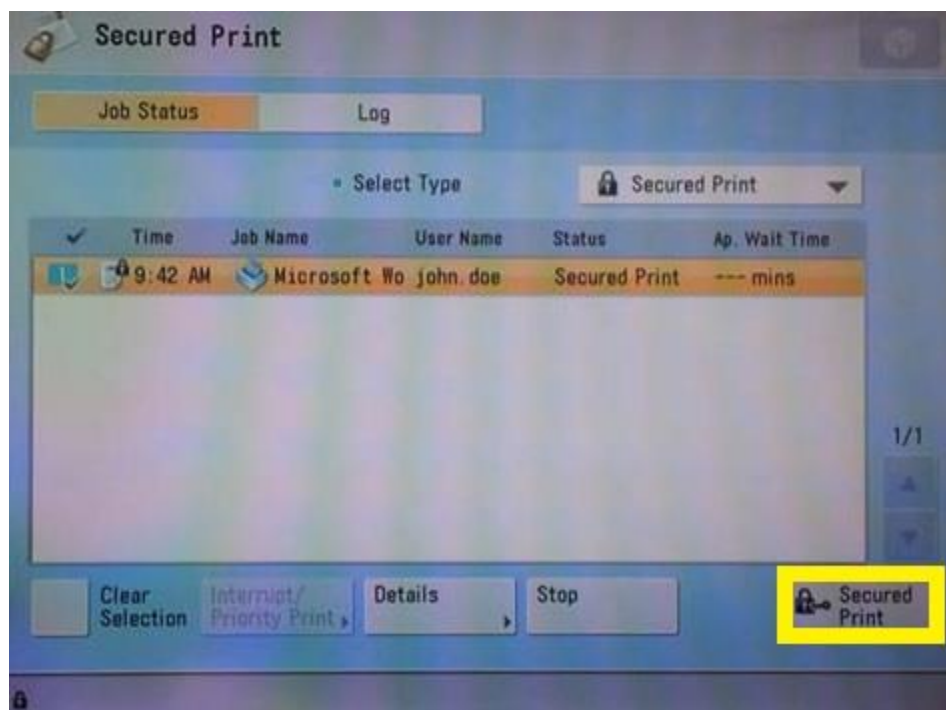 Secured Print
Job Status Log
Select Type Secured Print
Time Job Name User Name Status Ap. Wait Time
1 9:42 AM Microsoft Wo john.doe Secured Print --- mins
1/1
Clear Selection
Interrupt/ Priority Print
Details
Stop
Secured Print